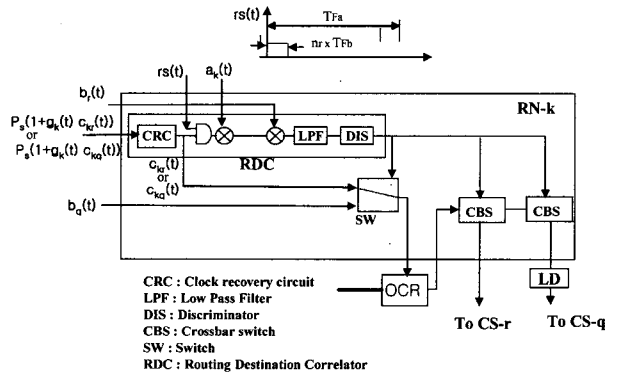 rs(t)
TFa
nr x TFb
rs(t)
ak(t)
br(t)
RN-k
Ps(1+gk(t) ckr(t))
or
Ps(1+gk(t) ckq(t))
CRC
LPF
DIS
RDC
ckr(t)
or
ckq(t)
bq(t)
SW
CBS
CBS
OCR
LD
To CS-r
To CS-q
CRC : Clock recovery circuit
LPF : Low Pass Filter
DIS : Discriminator
CBS : Crossbar switch
SW : Switch
RDC : Routing Destination Correlator